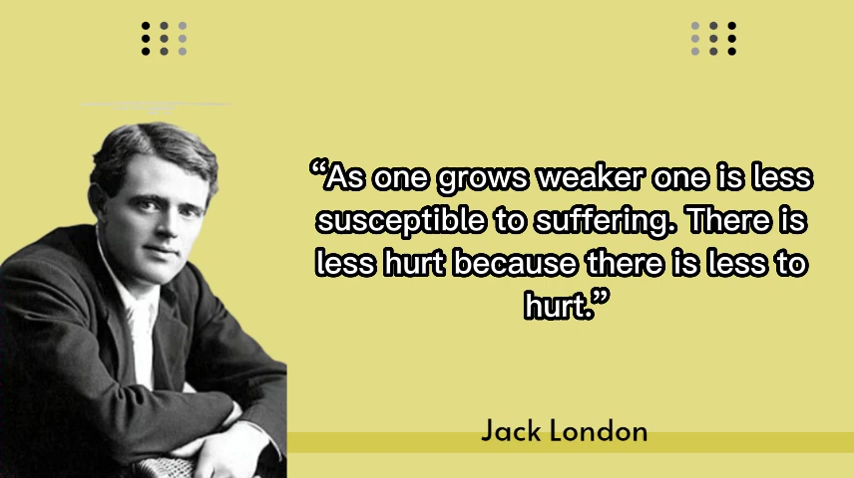 “As one grows weaker one is less
susceptible to suffering. There is
less hurt because there is less to
hurt.”
Jack London